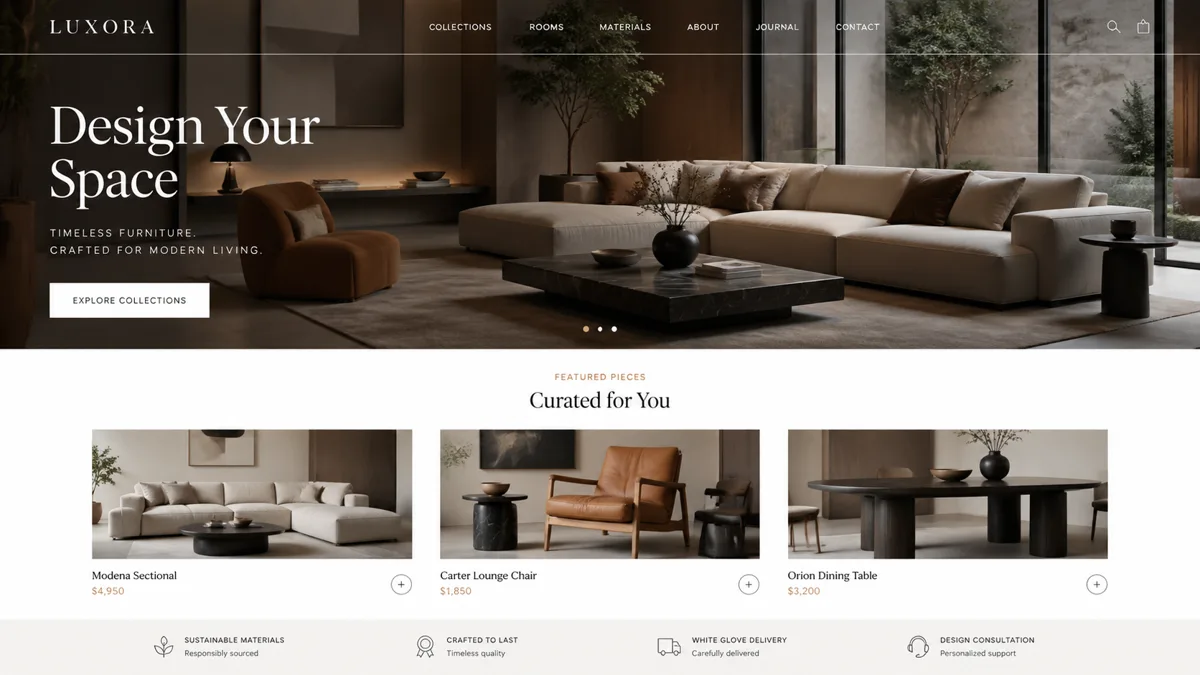 LUXORA
COLLECTIONS
ROOMS
MATERIALS
ABOUT
JOURNAL
CONTACT
Design Your
Space
TIMELESS FURNITURE.
CRAFTED FOR MODERN LIVING.
EXPLORE COLLECTIONS
FEATURED PIECES
Curated for You
Modena Sectional
$4,950
Carter Lounge Chair
$1,850
Orion Dining Table
$3,200
SUSTAINABLE MATERIALS
Responsibly sourced
CRAFTED TO LAST
Timeless quality
WHITE GLOVE DELIVERY
Carefully delivered
DESIGN CONSULTATION
Personalized support